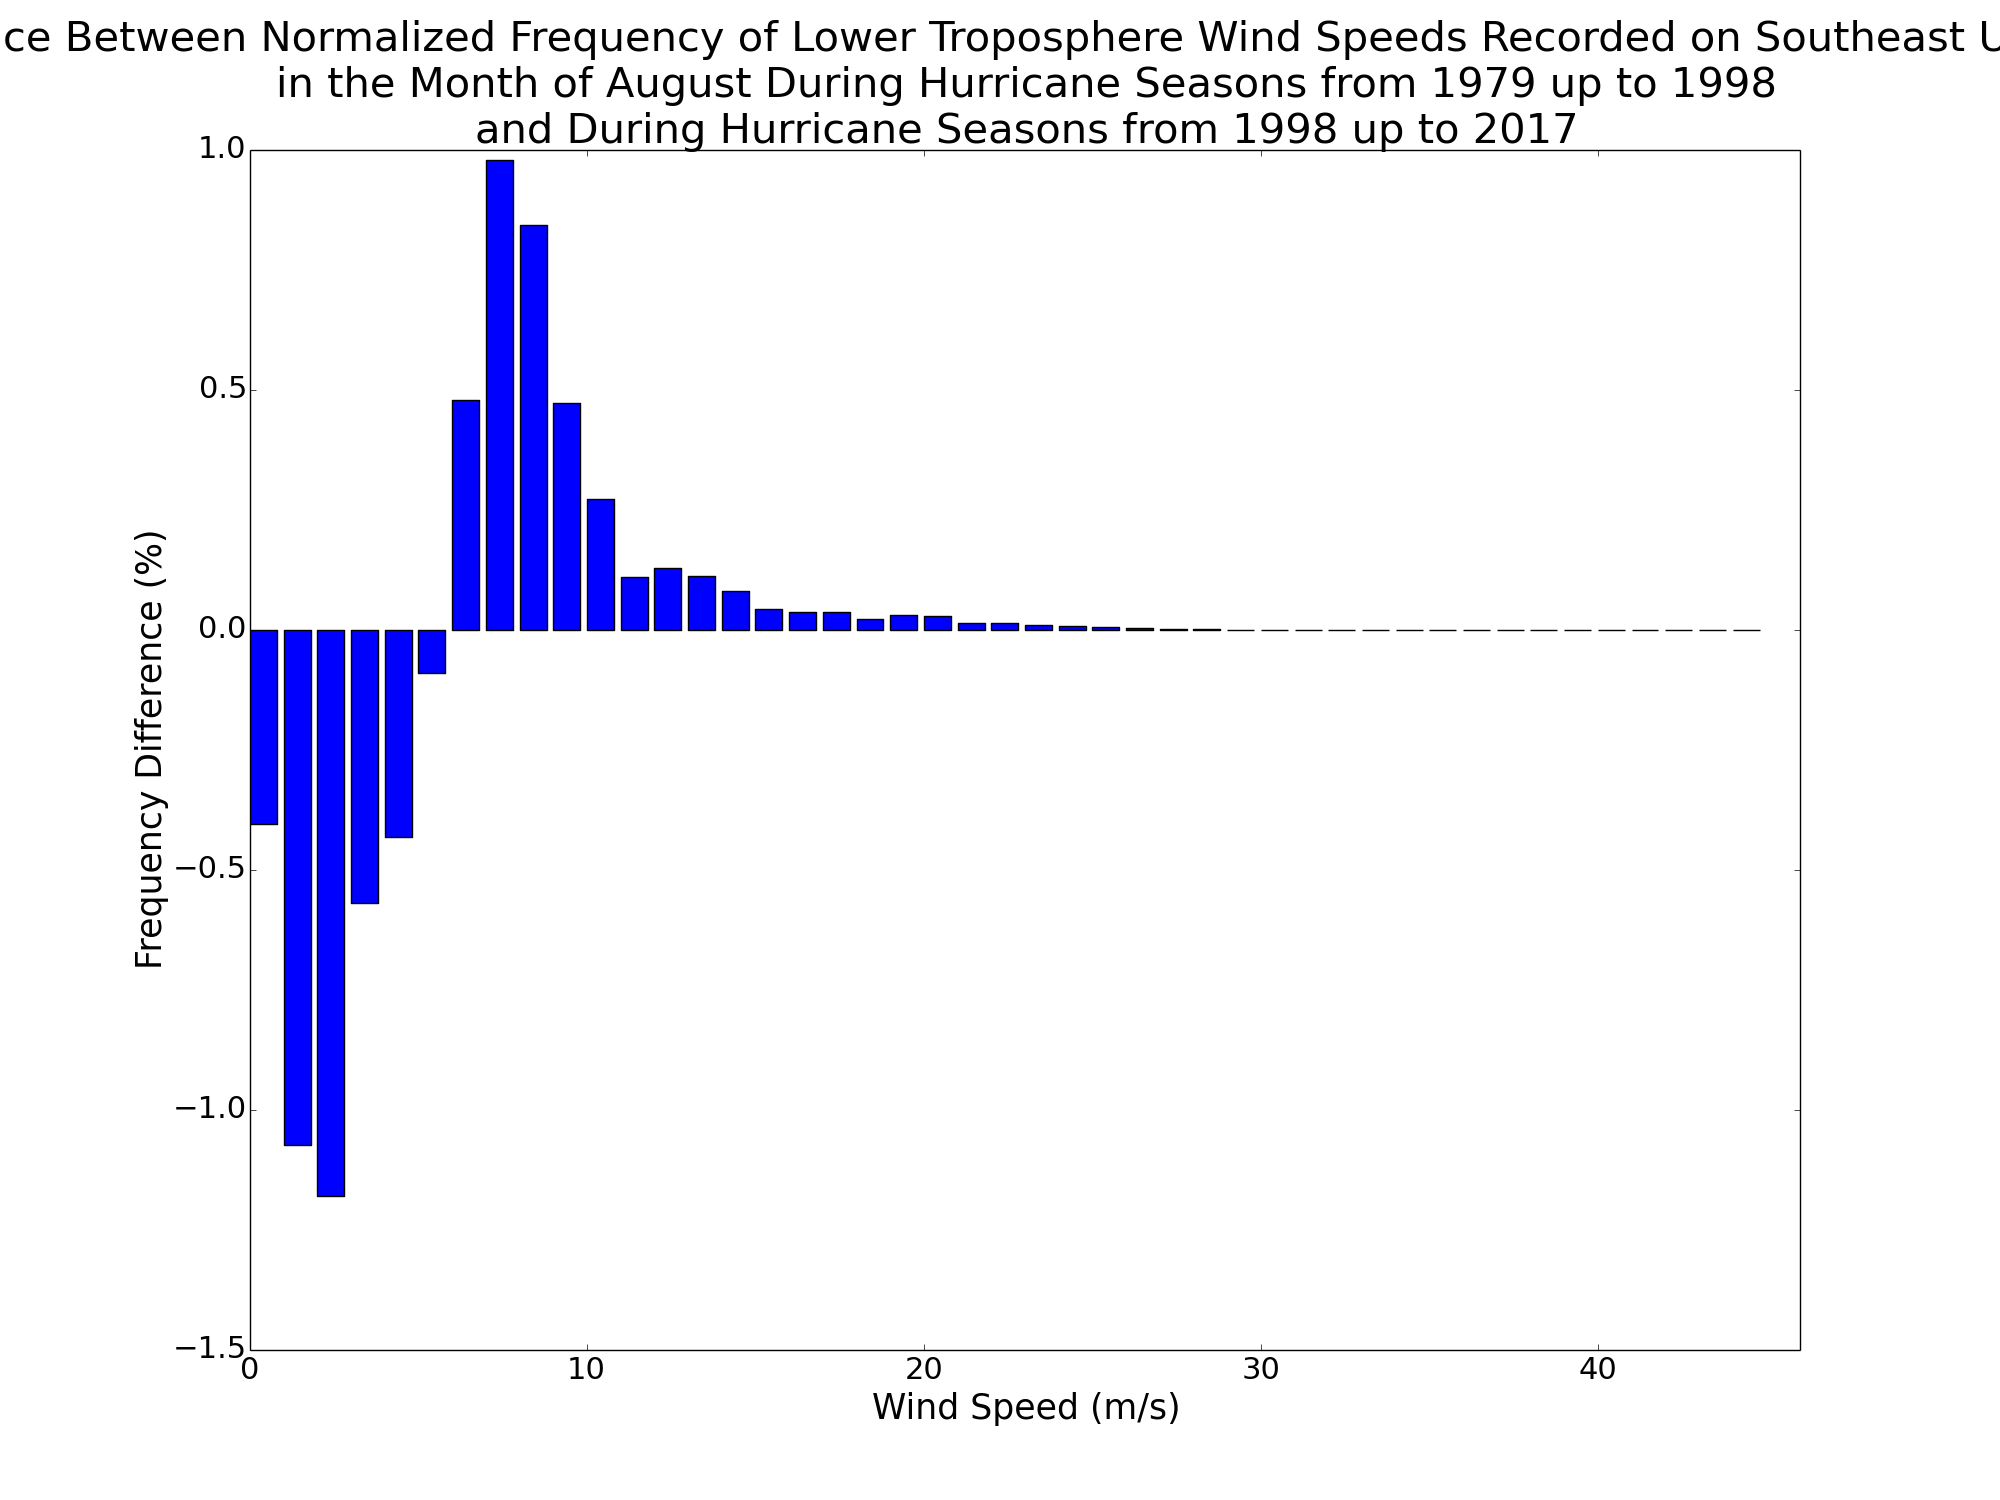 ce Between Normalized Frequency of Lower Troposphere Wind Speeds Recorded on Southeast U
in the Month of August During Hurricane Seasons from 1979 up to 1998
and During Hurricane Seasons from 1998 up to 2017
1.0
0.5
0.0
−0.5
−1.0
−1.5
Frequency Difference (%)
0 10 20 30 40
Wind Speed (m/s)